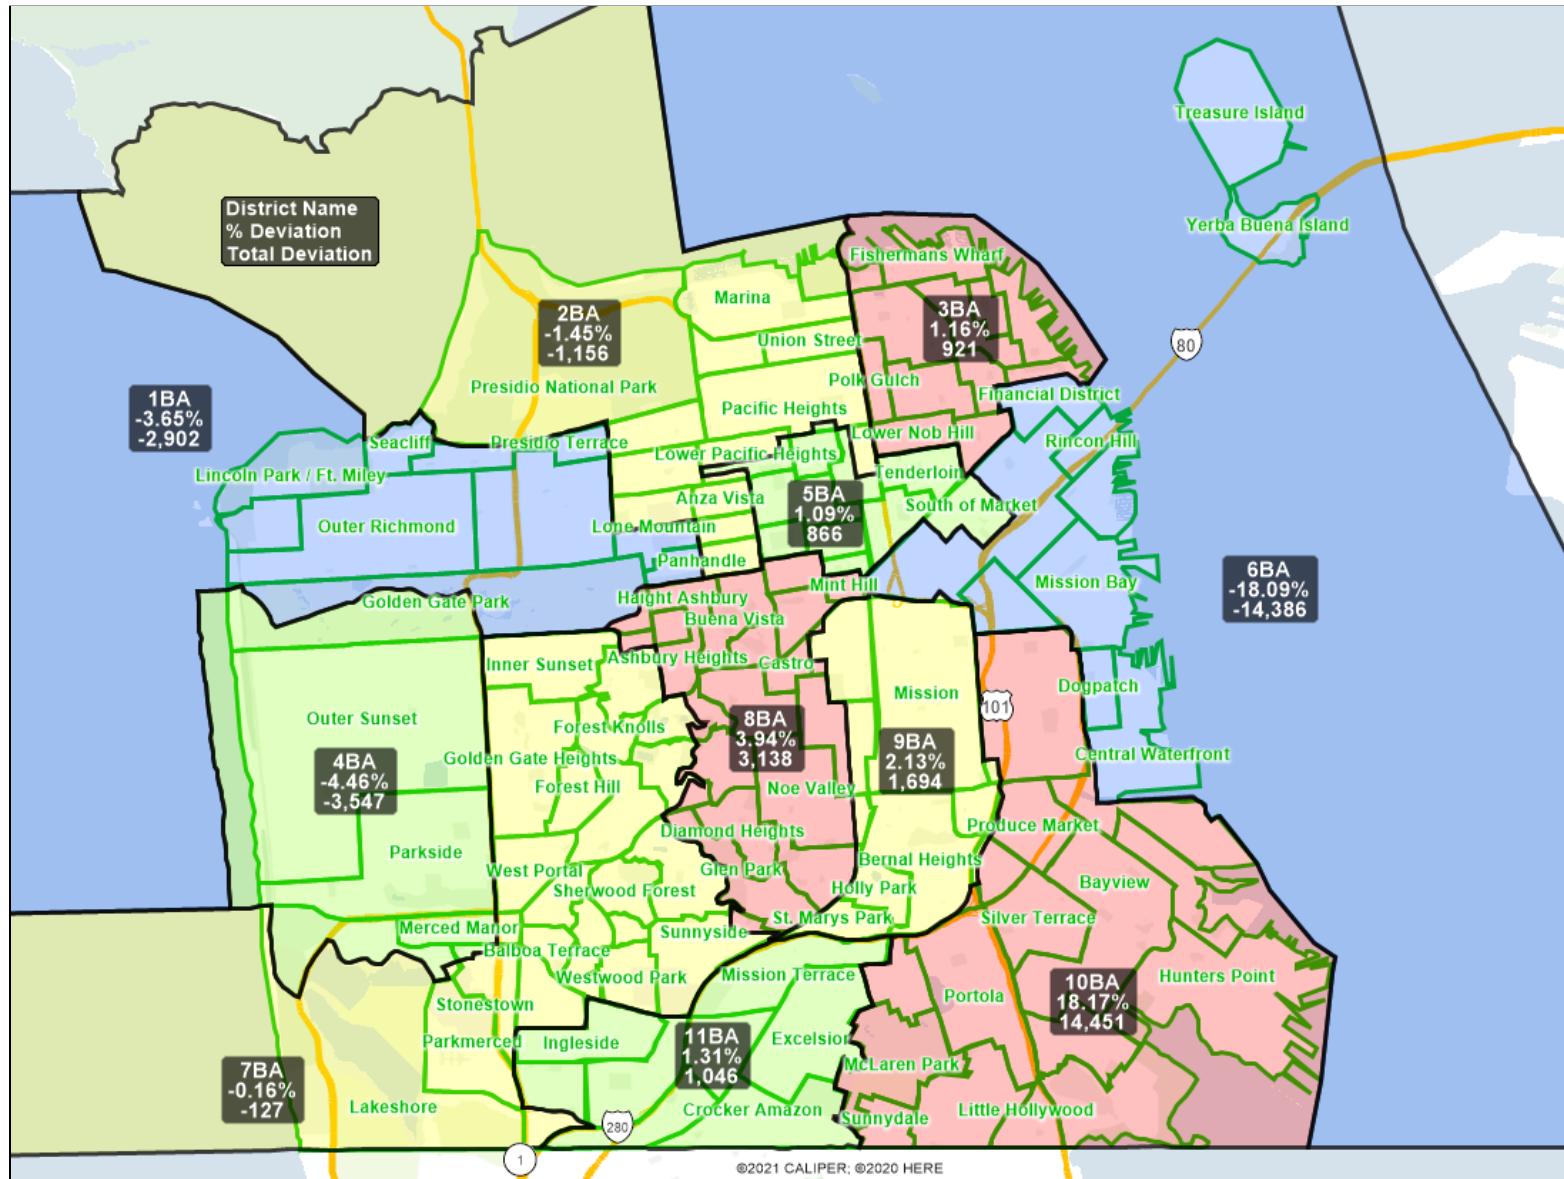 Treasure Island
District Name
% Deviation
Total Deviation
Yerba Buena Island
Fishermans Wharf
Marina
2BA
-1.45%
-1,156
3BA
1.16%
921
Union Street
80
Presidio National Park
Polk Gulch
Financial District
1BA
-3.65%
-2,902
Pacific Heights
Seacliff
Presidio Terrace
Lower Nob Hill
Rincon Hill
Lower Pacific Heights
Lincoln Park / Ft. Miley
Tenderloin
Anza Vista
5BA
1.09%
866
South of Market
Outer Richmond
Lone Mountain
Panhandle
Mint Hill
Mission Bay
6BA
-18.09%
-14,386
Golden Gate Park
Haight Ashbury
Buena Vista
Inner Sunset
Ashbury Heights
Castro
Mission
Dogpatch
101
Outer Sunset
Forest Knolls
8BA
3.94%
3,138
Golden Gate Heights
9BA
2.13%
1,694
Central Waterfront
4BA
-4.46%
-3,547
Forest Hill
Noe Valley
Diamond Heights
Produce Market
Parkside
West Portal
Glen Park
Bernal Heights
Sherwood Forest
Holly Park
Bayview
St. Marys Park
Silver Terrace
Merced Manor
Sunnyside
Balboa Terrace
Westwood Park
Mission Terrace
Hunters Point
Stonestown
Portola
10BA
18.17%
14,451
Parkmerced
Ingleside
11BA
1.31%
1,046
Excelsior
McLaren Park
7BA
-0.16%
-127
Lakeshore
Crocker Amazon
Sunnydale
Little Hollywood
280
1
©2021 CALIPER; ©2020 HERE